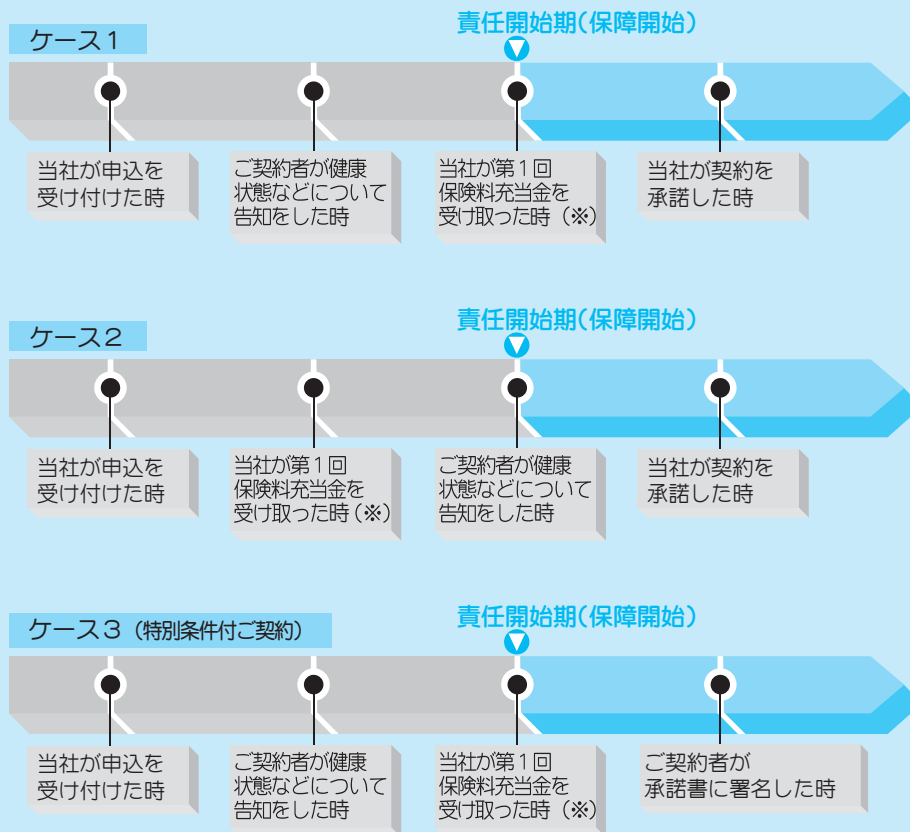 責任開始期(保障開始)
ケース1
当社が申込を
受け付けた時
ご契約者が健康
状態などについて
告知をした時
当社が第1回
保険料充当金を
受け取った時(※)
当社が契約を
承諾した時
責任開始期(保障開始)
ケース2
当社が申込を
受け付けた時
当社が第1回
保険料充当金を
受け取った時(※)
ご契約者が健康
状態などについて
告知をした時
当社が契約を
承諾した時
責任開始期(保障開始)
ケース3(特別条件付ご契約)
当社が申込を
受け付けた時
ご契約者が健康
状態などについて
告知をした時
当社が第1回
保険料充当金を
受け取った時(※)
ご契約者が
承諾書に署名した時